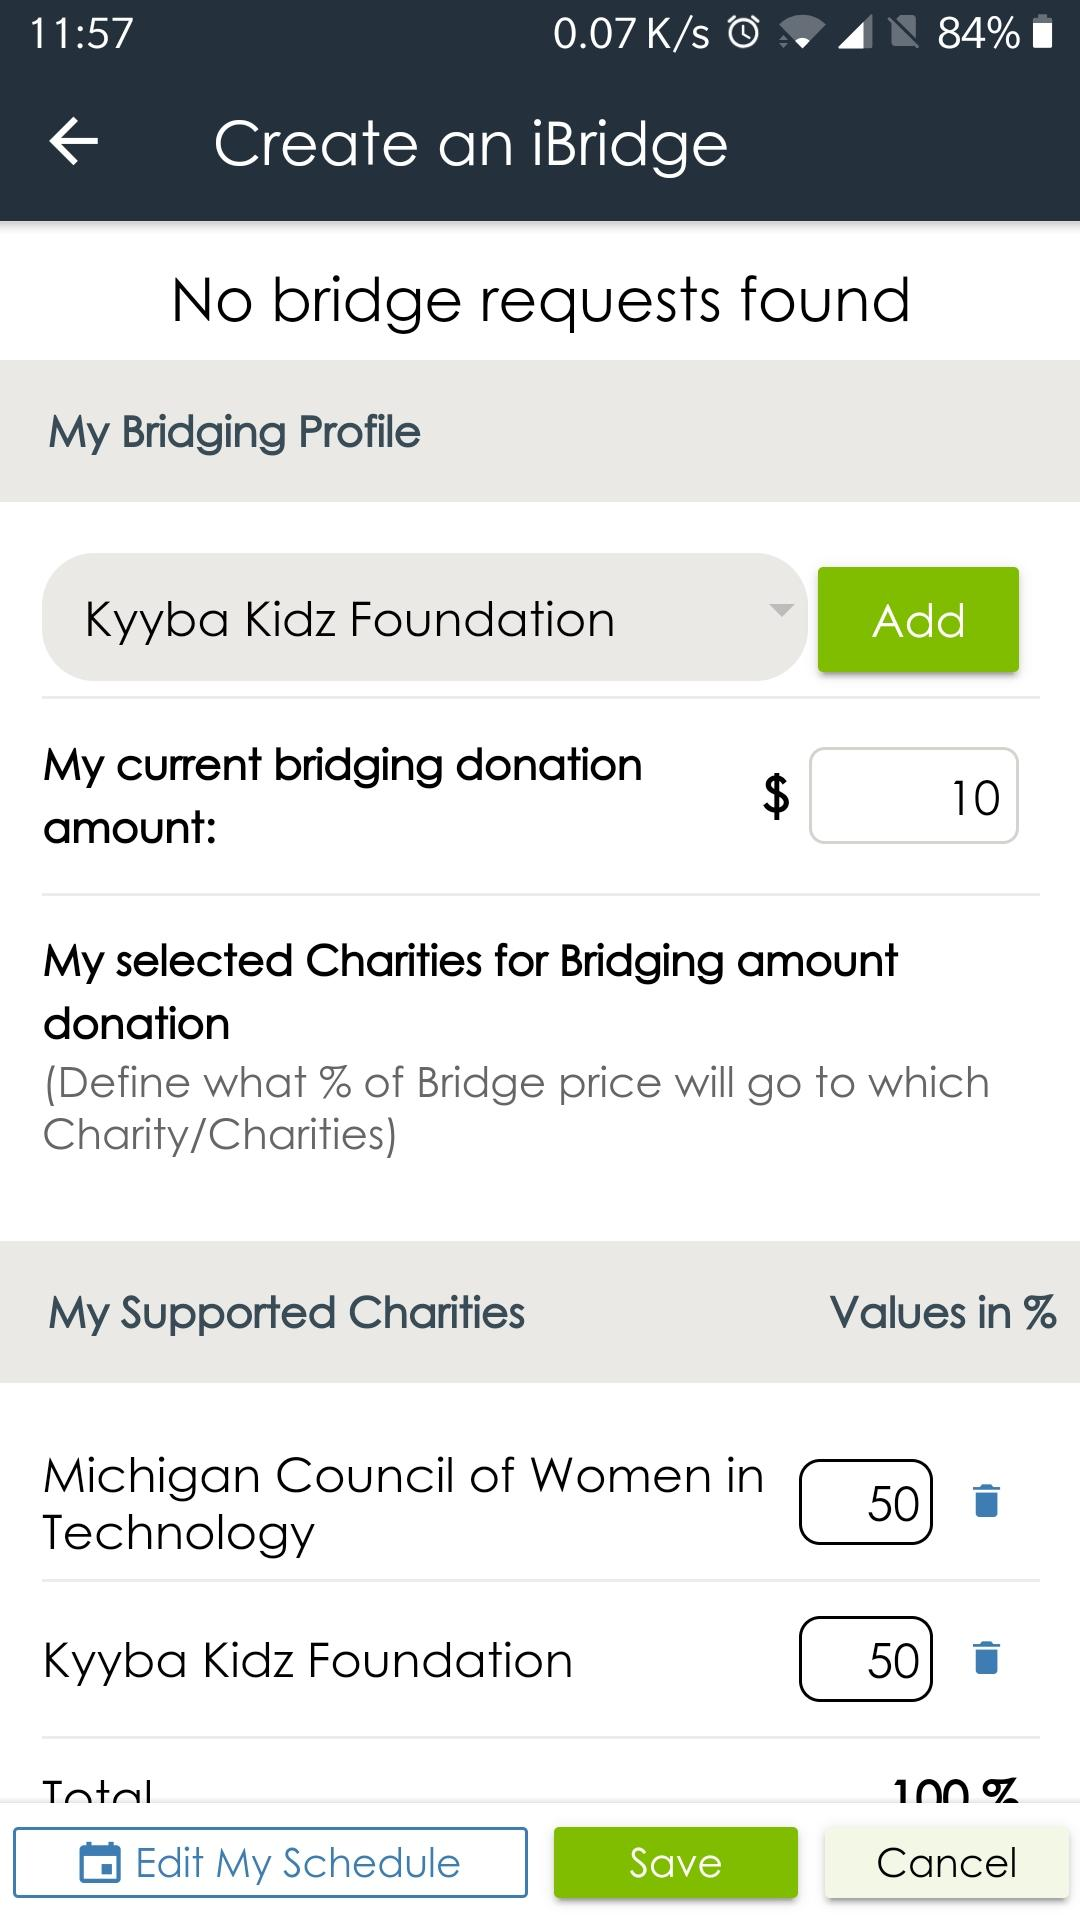 11:57 0.07 K/s 84%
Create an iBridge
No bridge requests found
My Bridging Profile
Kyyba Kidz Foundation Add
My current bridging donation
amount:
$ 10
My selected Charities for Bridging amount
donation
(Define what % of Bridge price will go to which
Charity/Charities)
My Supported Charities Values in %
Michigan Council of Women in
Technology
50
Kyyba Kidz Foundation 50
Total 100 %
Edit My Schedule Save Cancel